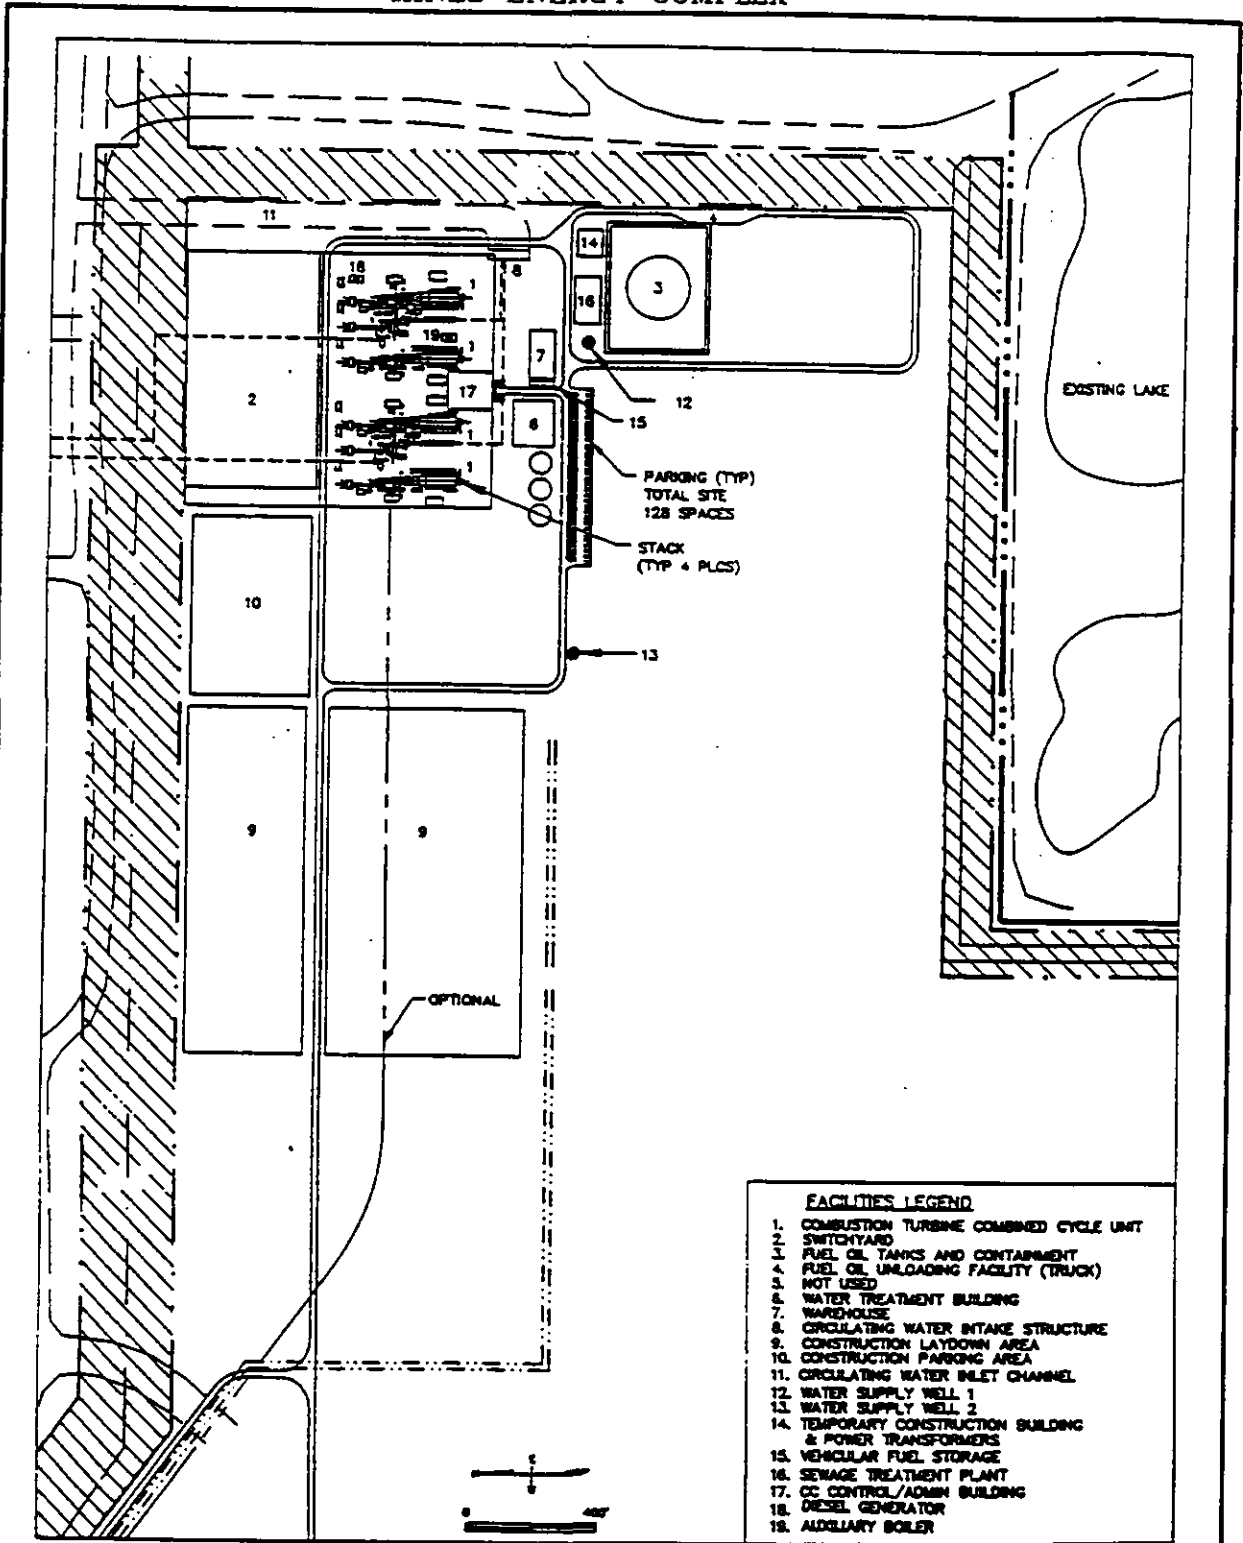 11
14
18
1
8
16
3
19
1
7
2
17
12
EXISTING LAKE
6
15
1
1
PARKING (TYP)
TOTAL SITE
128 SPACES
STACK
(TYP 4 PLCS)
10
13
9
9
OPTIONAL
0
400'
FACILITIES LEGEND
1. COMBUSTION TURBINE COMBINED CYCLE UNIT
2. SWITCHYARD
3. FUEL OIL TANKS AND CONTAINMENT
4. FUEL OIL UNLOADING FACILITY (TRUCK)
5. NOT USED
6. WATER TREATMENT BUILDING
7. WAREHOUSE
8. CIRCULATING WATER INTAKE STRUCTURE
9. CONSTRUCTION LAYDOWN AREA
10. CONSTRUCTION PARKING AREA
11. CIRCULATING WATER INLET CHANNEL
12. WATER SUPPLY WELL 1
13. WATER SUPPLY WELL 2
14. TEMPORARY CONSTRUCTION BUILDING
& POWER TRANSFORMERS
15. VEHICULAR FUEL STORAGE
16. SEWAGE TREATMENT PLANT
17. CC CONTROL/ADMIN BUILDING
18. DIESEL GENERATOR
19. AUXILIARY BOILER